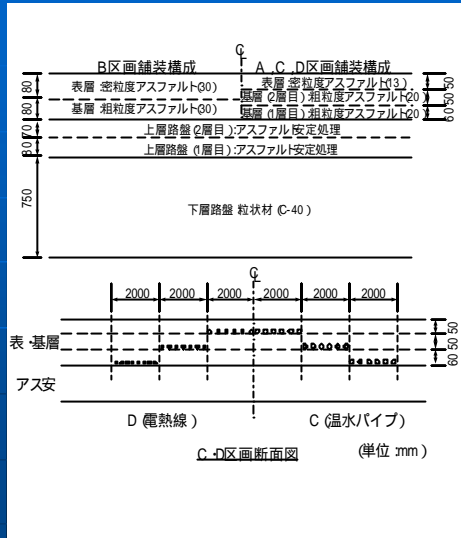 ℄
B区画舗装構成 A,C,D区画舗装構成
80 表層:密粒度アスファルト(30) 表層:密粒度アスファルト(13) 50
基層(2層目):粗粒度アスファルト(20) 50
80 基層:粗粒度アスファルト(30) 基層(1層目):粗粒度アスファルト(20 60
70 上層路盤(2層目):アスファルト安定処理
80 上層路盤(1層目):アスファルト安定処理
750 下層路盤 粒状材(C-40)
℄
2000 2000 2000 2000 2000 2000
表・基層 50
50
60
アス安
D(電熱線) C(温水パイプ)
C・D区画断面図 (単位:mm)